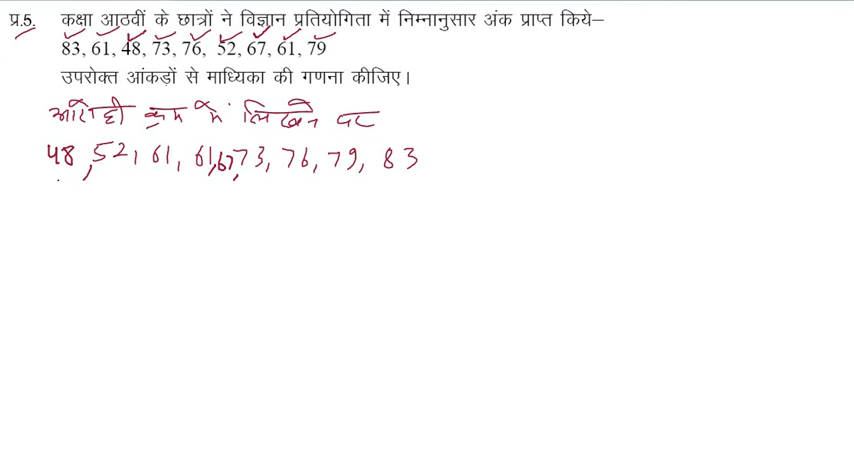 प्र.5. कक्षा आठवीं के छात्रों ने विज्ञान प्रतियोगिता में निम्नानुसार अंक प्राप्त किये–
83, 61, 48, 73, 76, 52, 67, 61, 79
उपरोक्त आंकड़ों से माध्यिका की गणना कीजिए।
आरोही क्रम में लिखने पर
48, 52, 61, 61, 67, 73, 76, 79, 83